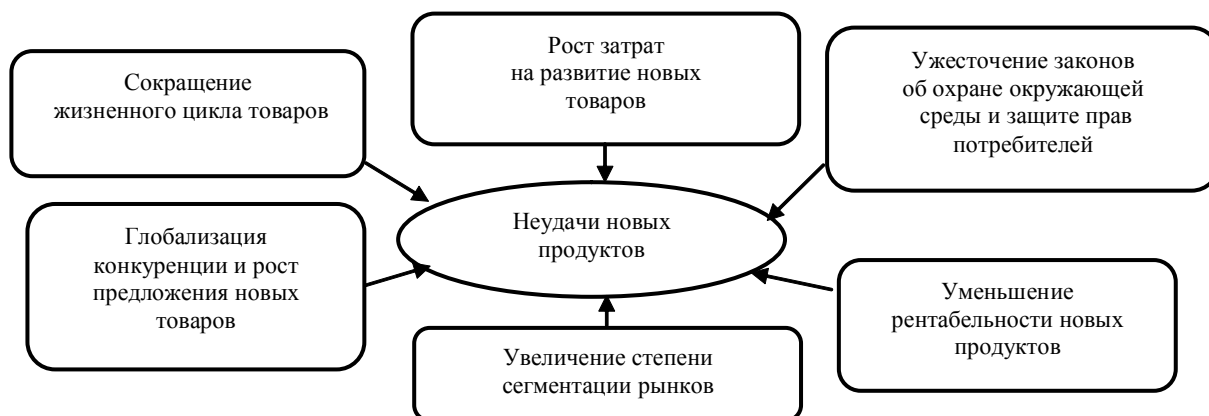 Сокращение
жизненного цикла товаров
Рост затрат
на развитие новых
товаров
Ужесточение законов
об охране окружающей
среды и защите прав
потребителей
Неудачи новых
продуктов
Глобализация
конкуренции и рост
предложения новых
товаров
Увеличение степени
сегментации рынков
Уменьшение
рентабельности новых
продуктов